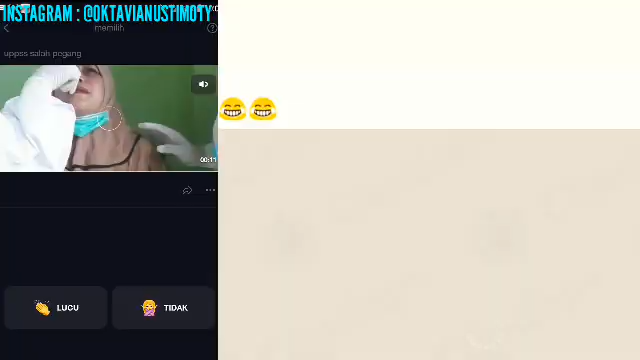 INSTAGRAM : @OKTAVIANUSTIMOTY
memilih
uppss salah pegang
00:11
LUCU
TIDAK